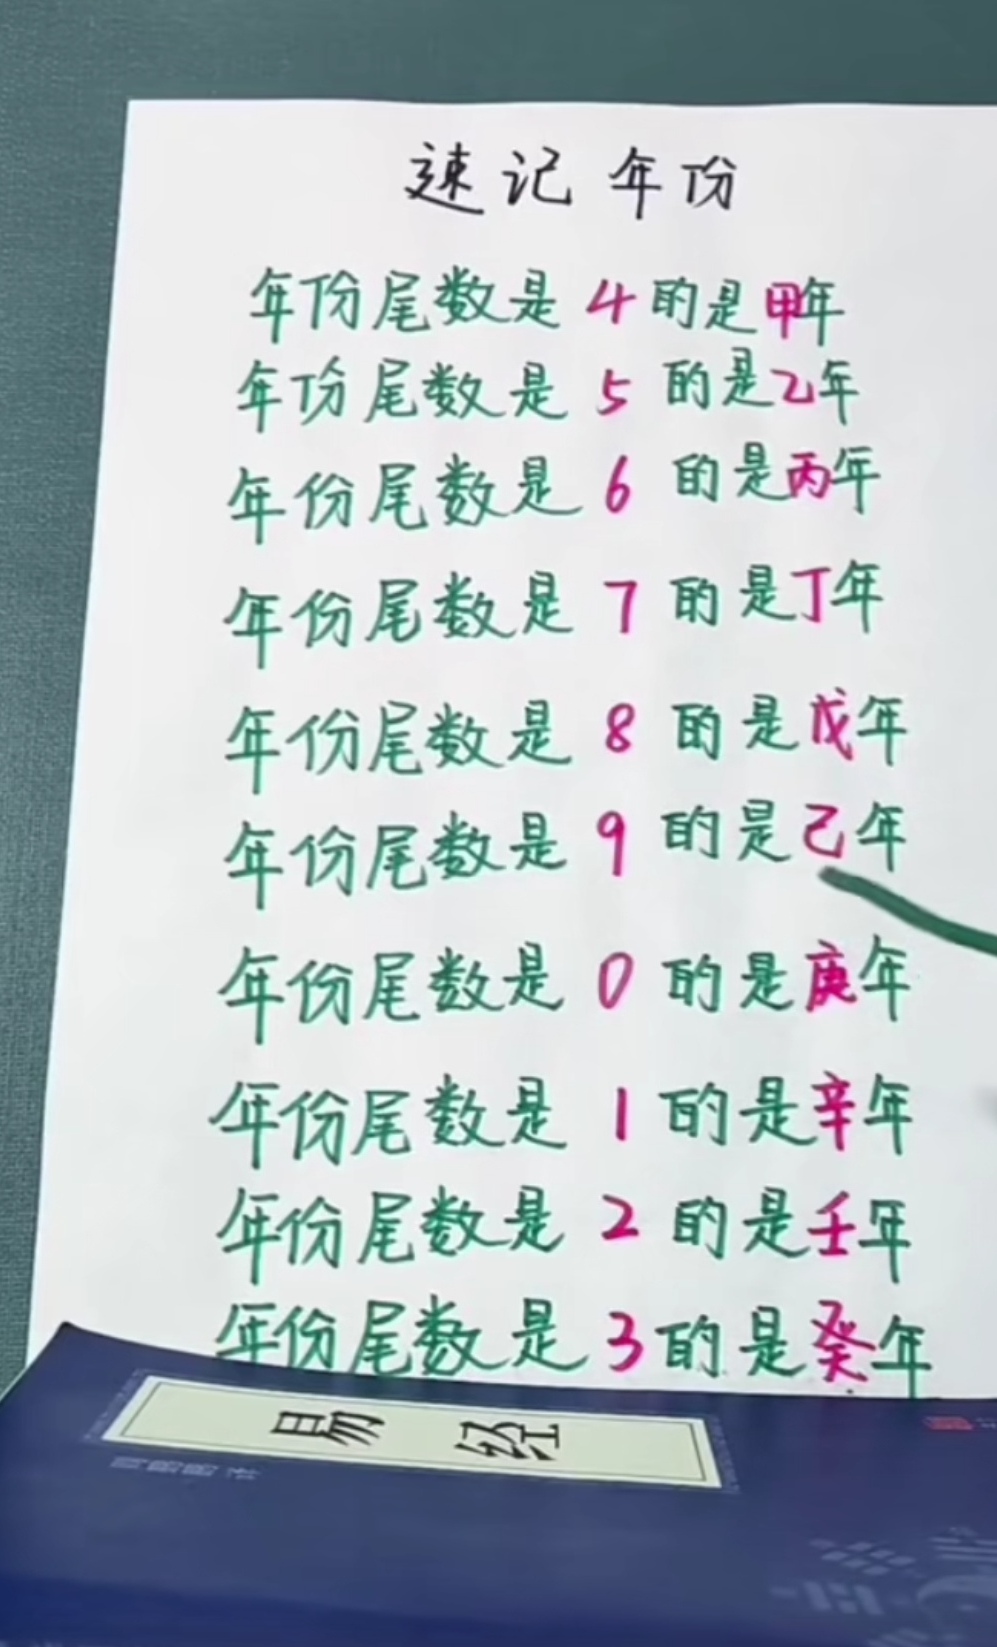 速记年份
年份尾数是4的是甲年
年份尾数是5的是乙年
年份尾数是6的是丙年
年份尾数是7的是丁年
年份尾数是8的是戊年
年份尾数是9的是己年
年份尾数是0的是庚年
年份尾数是1的是辛年
年份尾数是2的是壬年
年份尾数是3的是癸年
易经